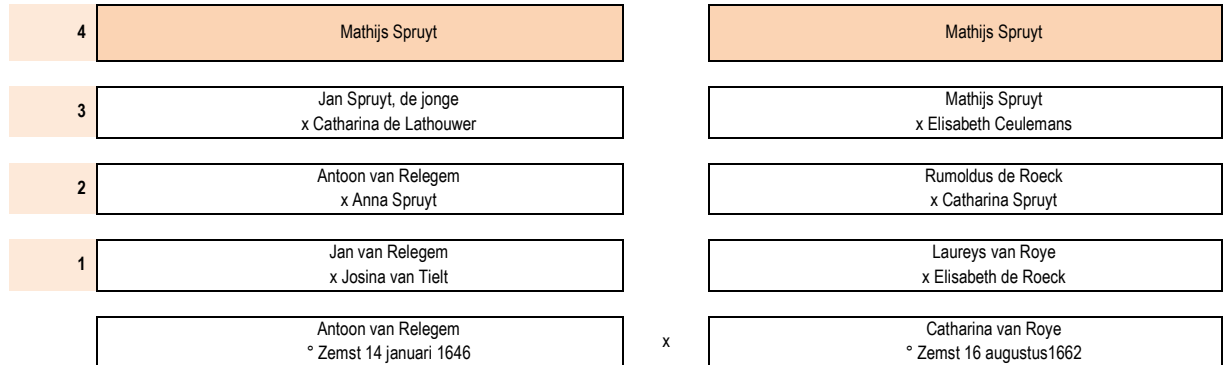 4
Mathijs Spruyt
Mathijs Spruyt
3
Jan Spruyt, de jonge
x Catharina de Lathouwer
Mathijs Spruyt
x Elisabeth Ceulemans
2
Antoon van Relegem
x Anna Spruyt
Rumoldus de Roeck
x Catharina Spruyt
1
Jan van Relegem
x Josina van Tielt
Laureys van Roye
x Elisabeth de Roeck
Antoon van Relegem
° Zemst 14 januari 1646
x
Catharina van Roye
° Zemst 16 augustus1662